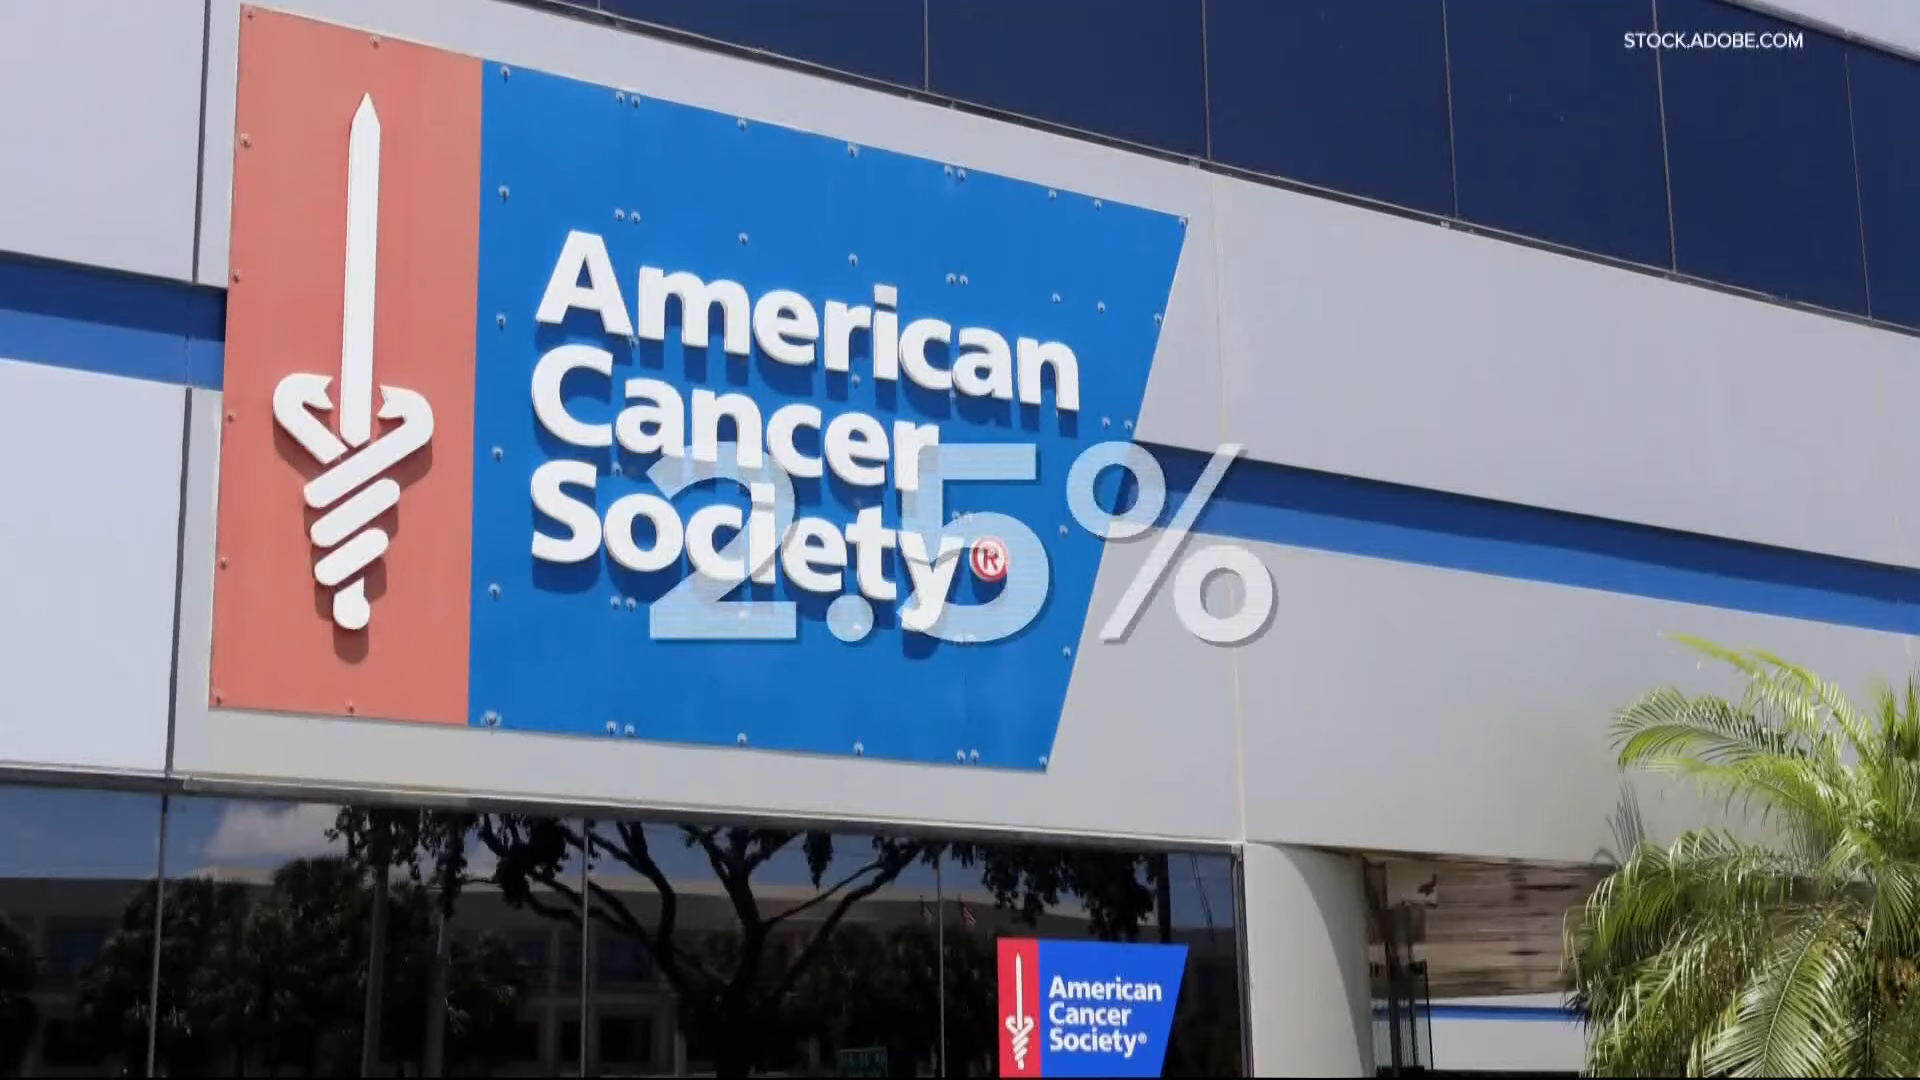 STOCK.ADOBE.COM
American
Cancer
Society®
2.5%
American
Cancer
Society®